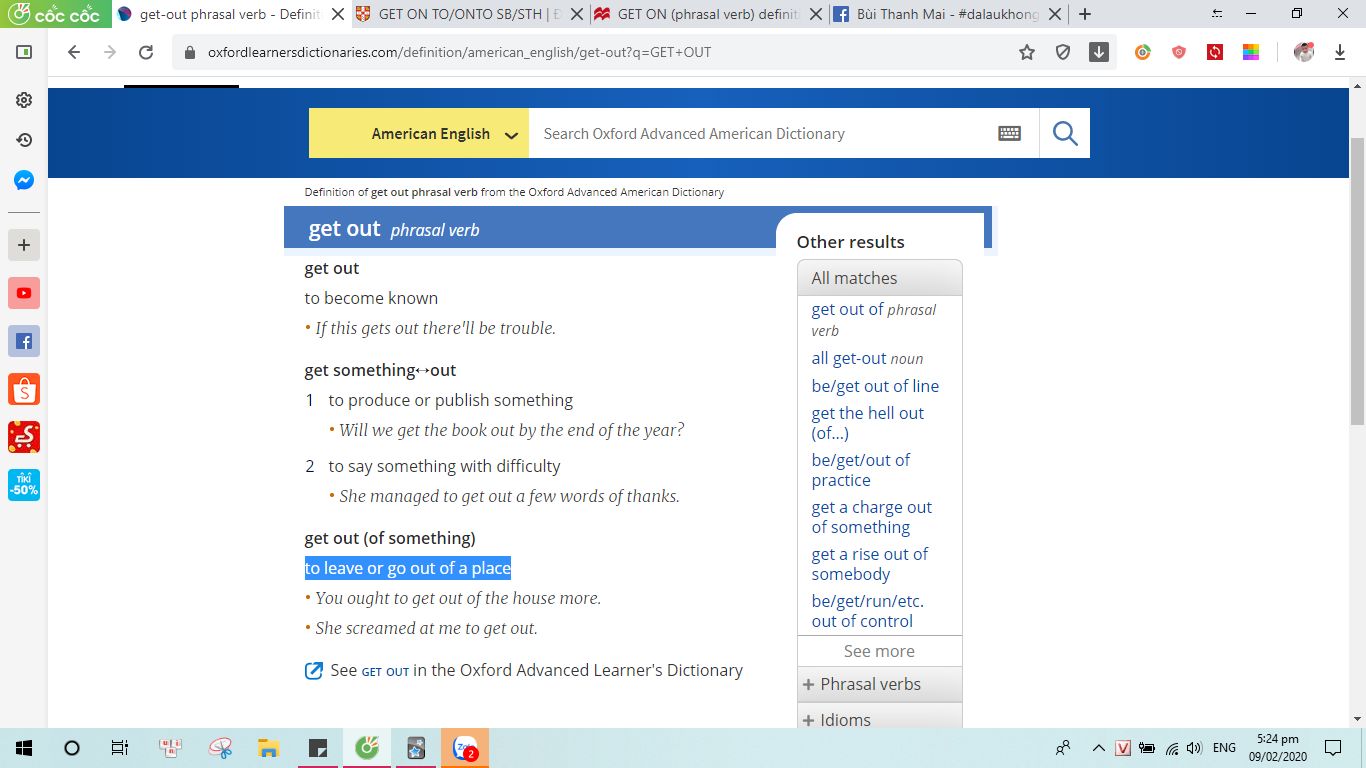 cốc cốc
get-out phrasal verb - Definit
GET ON TO/ONTO SB/STH | Đ
GET ON (phrasal verb) definiti
Bùi Thanh Mai - #dalaukhong
oxfordlearnersdictionaries.com/definition/american_english/get-out?q=GET+OUT
American English
Search Oxford Advanced American Dictionary
Definition of get out phrasal verb from the Oxford Advanced American Dictionary
get out phrasal verb
get out
to become known
• If this gets out there'll be trouble.
get something↔out
1 to produce or publish something
• Will we get the book out by the end of the year?
2 to say something with difficulty
• She managed to get out a few words of thanks.
get out (of something)
to leave or go out of a place
• You ought to get out of the house more.
• She screamed at me to get out.
See GET OUT in the Oxford Advanced Learner's Dictionary
Other results
All matches
get out of phrasal
verb
all get-out noun
be/get out of line
get the hell out
(of...)
be/get/out of
practice
get a charge out
of something
get a rise out of
somebody
be/get/run/etc.
out of control
See more
+ Phrasal verbs
+ Idioms
TIKI
-50%
2
V
ENG
5:24 pm
09/02/2020